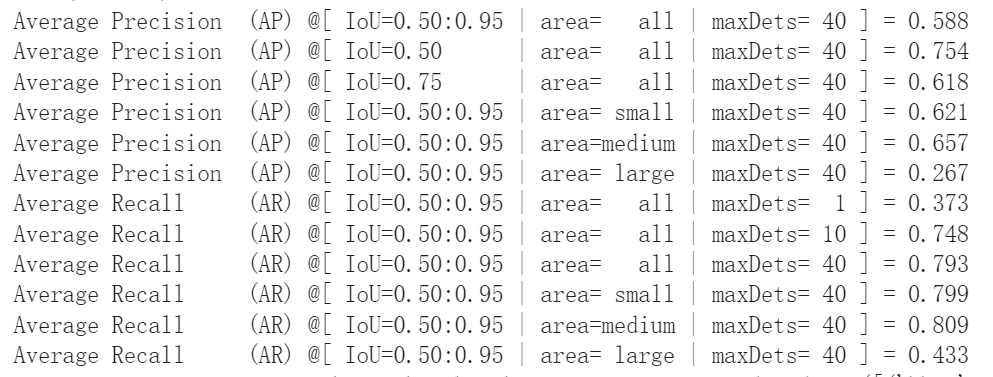 Average Precision (AP) @[ IoU=0.50:0.95 | area= all | maxDets= 40 ] = 0.588
Average Precision (AP) @[ IoU=0.50 | area= all | maxDets= 40 ] = 0.754
Average Precision (AP) @[ IoU=0.75 | area= all | maxDets= 40 ] = 0.618
Average Precision (AP) @[ IoU=0.50:0.95 | area= small | maxDets= 40 ] = 0.621
Average Precision (AP) @[ IoU=0.50:0.95 | area=medium | maxDets= 40 ] = 0.657
Average Precision (AP) @[ IoU=0.50:0.95 | area= large | maxDets= 40 ] = 0.267
Average Recall (AR) @[ IoU=0.50:0.95 | area= all | maxDets= 1 ] = 0.373
Average Recall (AR) @[ IoU=0.50:0.95 | area= all | maxDets= 10 ] = 0.748
Average Recall (AR) @[ IoU=0.50:0.95 | area= all | maxDets= 40 ] = 0.793
Average Recall (AR) @[ IoU=0.50:0.95 | area= small | maxDets= 40 ] = 0.799
Average Recall (AR) @[ IoU=0.50:0.95 | area=medium | maxDets= 40 ] = 0.809
Average Recall (AR) @[ IoU=0.50:0.95 | area= large | maxDets= 40 ] = 0.433